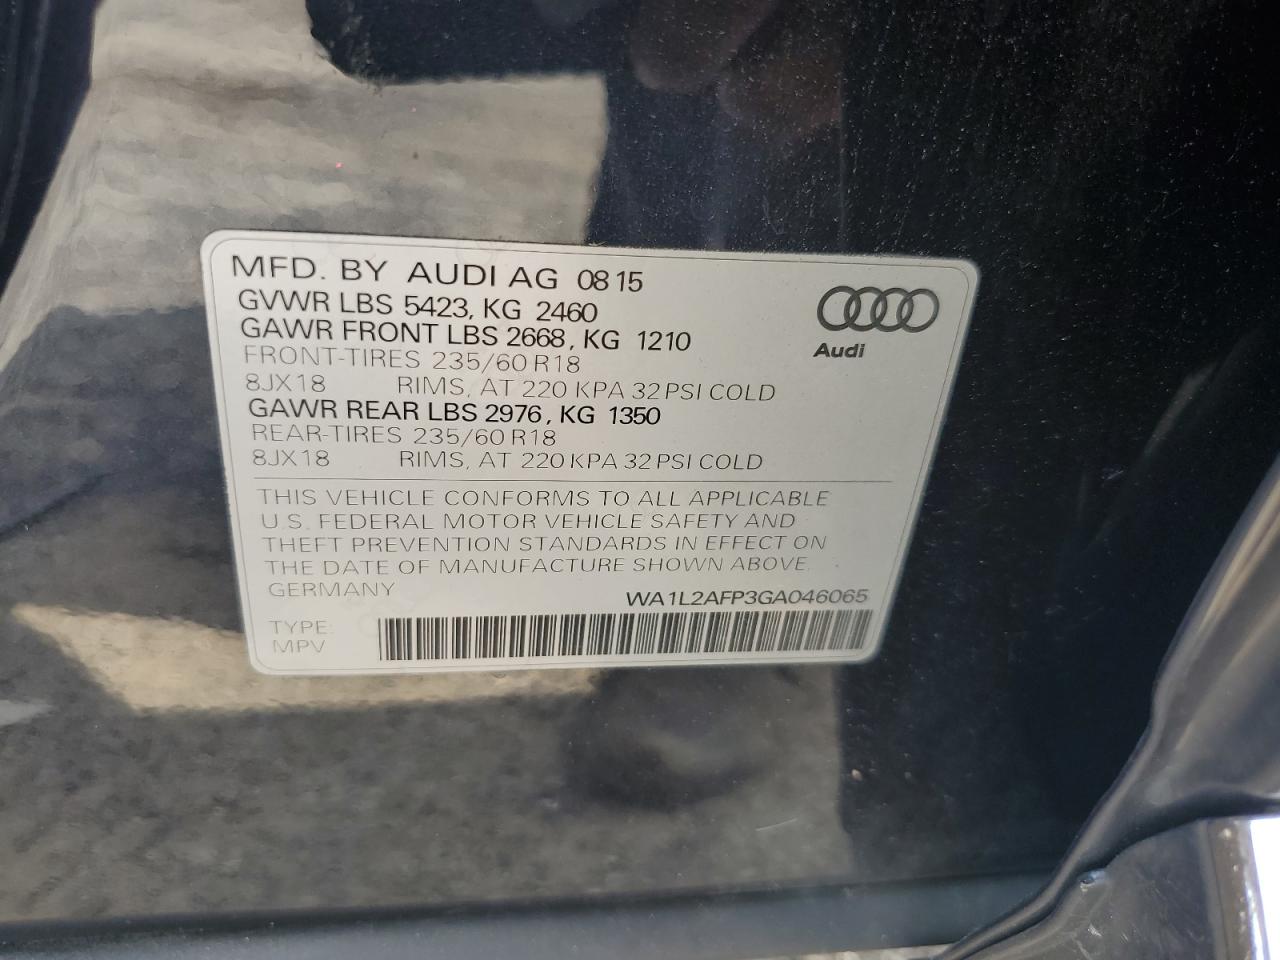 MFD. BY AUDI AG 0815
GVWR LBS 5423, KG 2460
GAWR FRONT LBS 2668, KG 1210
FRONT-TIRES 235/60 R18
8JX18 RIMS, AT 220 KPA 32 PSI COLD
GAWR REAR LBS 2976, KG 1350
REAR-TIRES 235/60 R18
8JX18 RIMS, AT 220 KPA 32 PSI COLD
Audi
THIS VEHICLE CONFORMS TO ALL APPLICABLE
U.S. FEDERAL MOTOR VEHICLE SAFETY AND
THEFT PREVENTION STANDARDS IN EFFECT ON
THE DATE OF MANUFACTURE SHOWN ABOVE.
GERMANY WA1L2AFP3GA046065
TYPE:
MPV